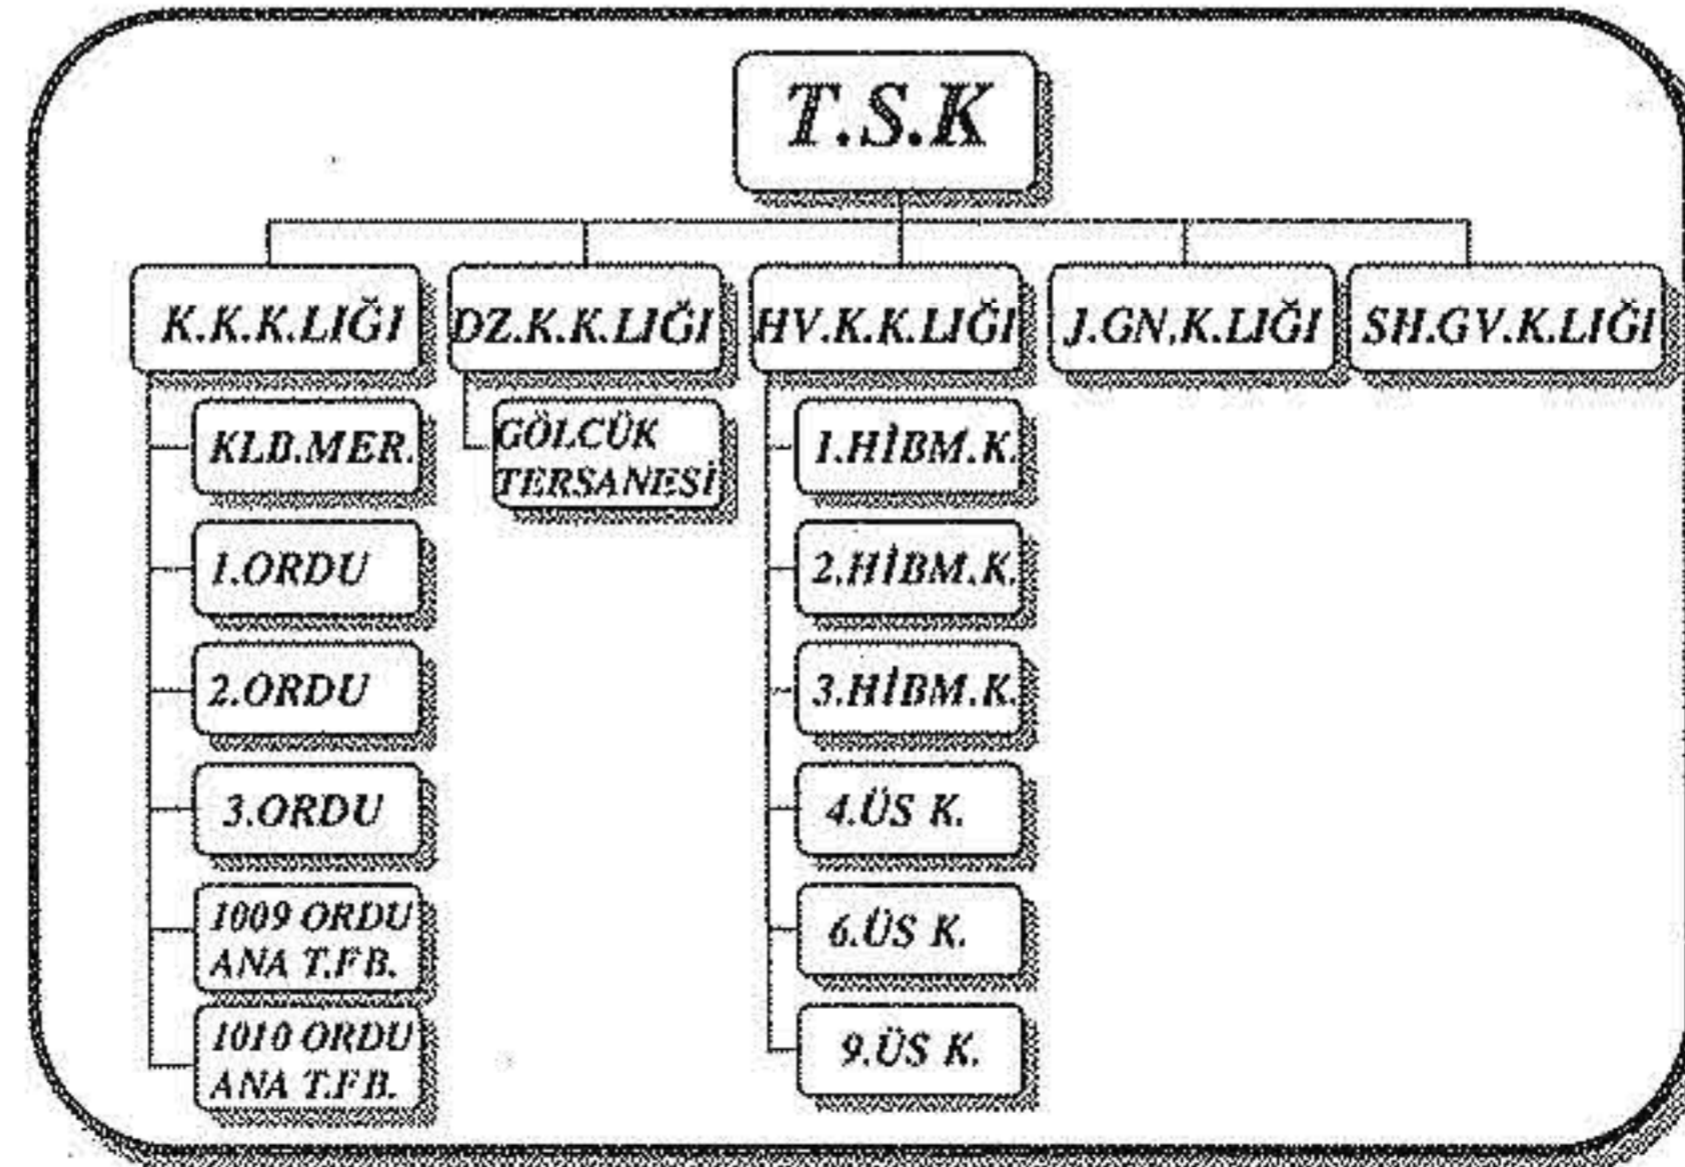 T.S.K
K.K.K.LIĞI
DZ.K.K.LIĞI
HV.K.K.LIĞI
J.GN.K.LIĞI
SH.GV.K.LIĞI
KLB.MER.
1.ORDU
2.ORDU
3.ORDU
1009 ORDU
ANA T.FB.
1010 ORDU
ANA T.FB.
GÖLCÜK
TERSANESİ
1.HİBM.K.
2.HİBM.K.
3.HİBM.K.
4.ÜS K.
6.ÜS K.
9.ÜS K.